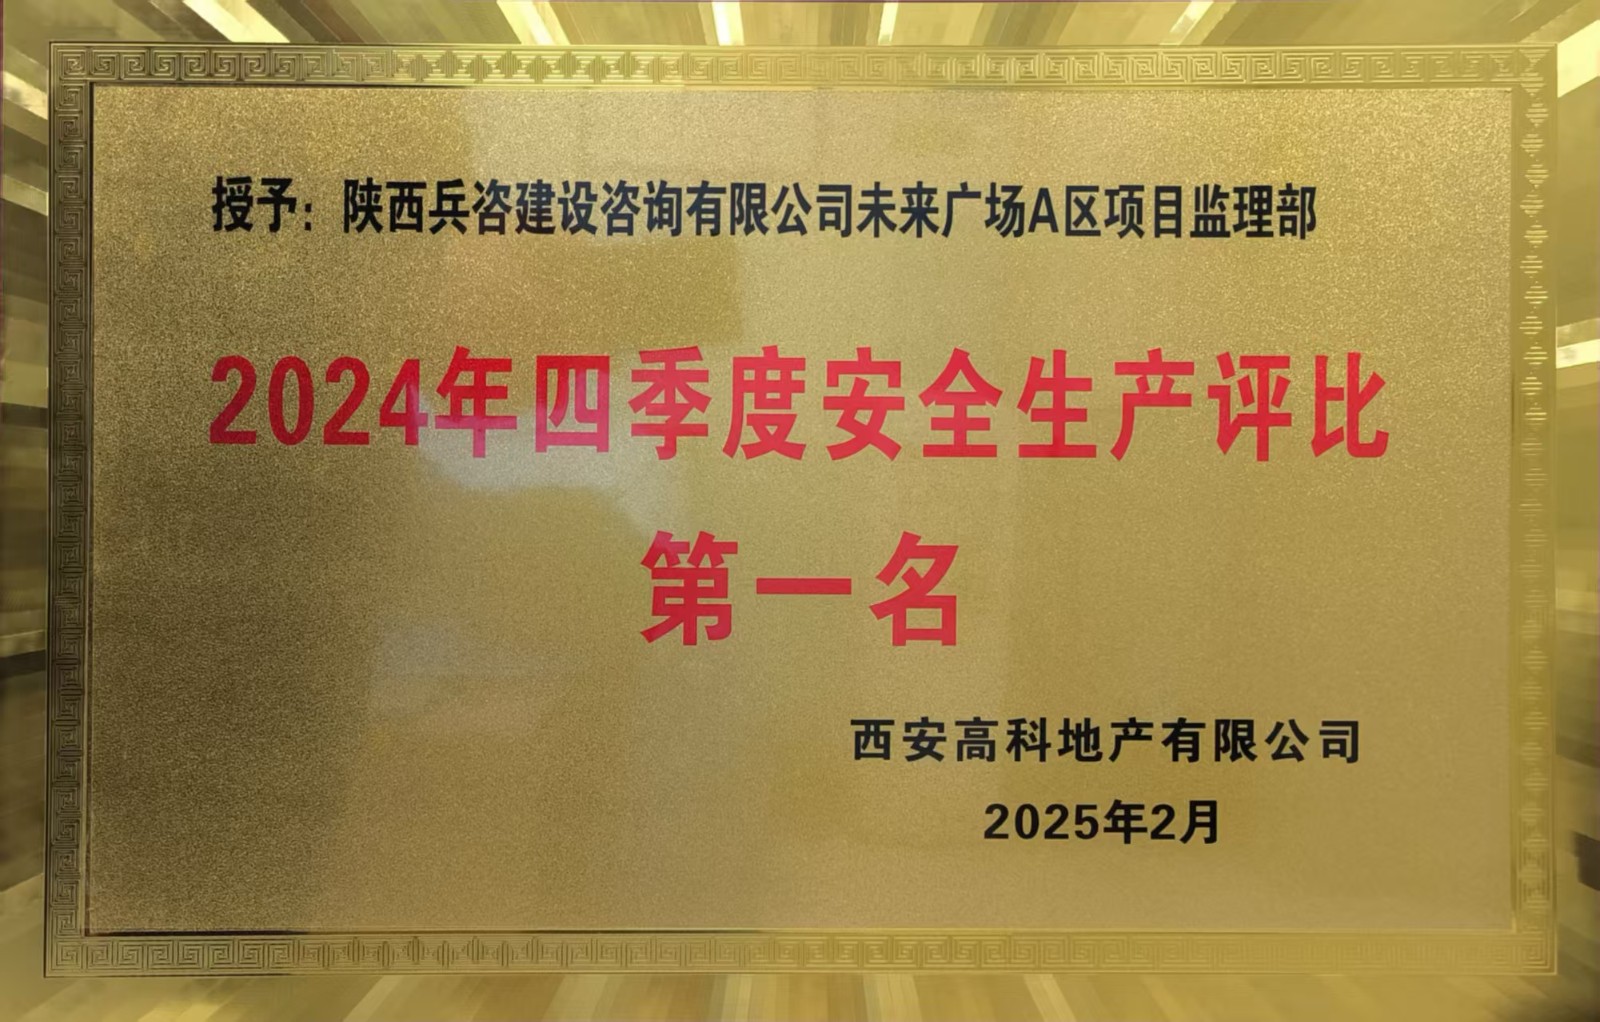 授予：陕西兵咨建设咨询有限公司未来广场A区项目监理部
2024年四季度安全生产评比
第一名
西安高科地产有限公司
2025年2月